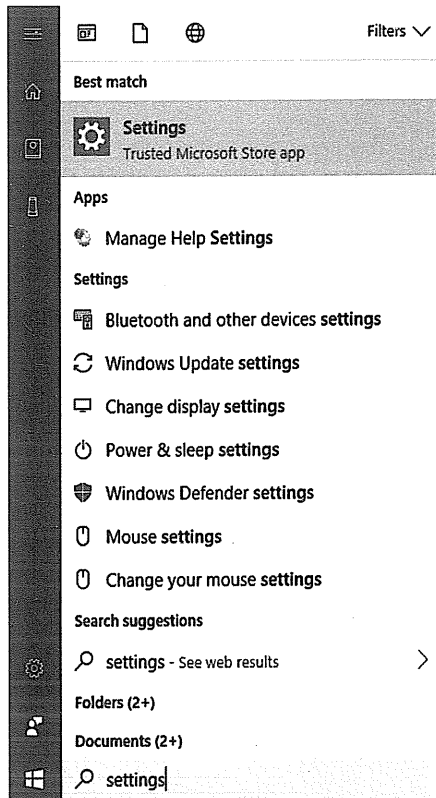 Filters
Best match
Settings
Trusted Microsoft Store app
Apps
Manage Help Settings
Settings
Bluetooth and other devices settings
Windows Update settings
Change display settings
Power & sleep settings
Windows Defender settings
Mouse settings
Change your mouse settings
Search suggestions
settings - See web results
Folders (2+)
Documents (2+)
settings